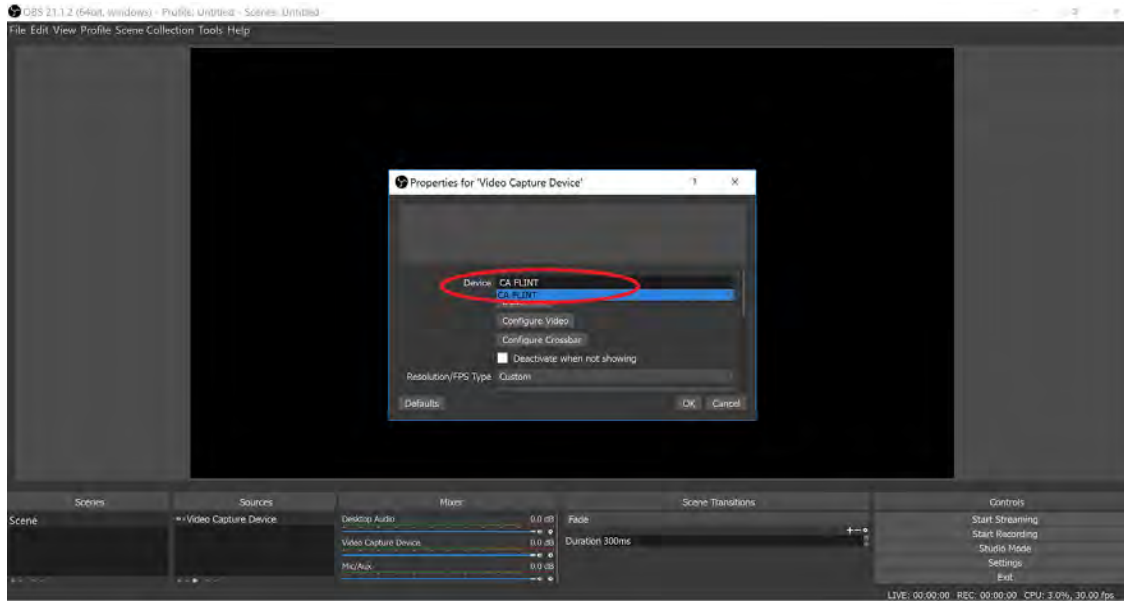 OBS 21.1.2 (64bit, windows) - Profile: Untitled - Scenes: Untitled
File Edit View Profile Scene Collection Tools Help
Properties for 'Video Capture Device'
Device CA FLINT
CA FLINT
Configure Video
Configure Crossbar
Deactivate when not showing
Resolution/FPS Type Custom
Defaults OK Cancel
Scenes Sources Mixer Scene Transitions Controls
Scene Video Capture Device Desktop Audio 0.0 dB Fade Start Streaming
Start Recording
Video Capture Device 0.0 dB Duration 300ms Studio Mode
Mic/Aux 0.0 dB Settings
Exit
LIVE: 00:00:00 REC: 00:00:00 CPU: 3.0%, 30.00 fps